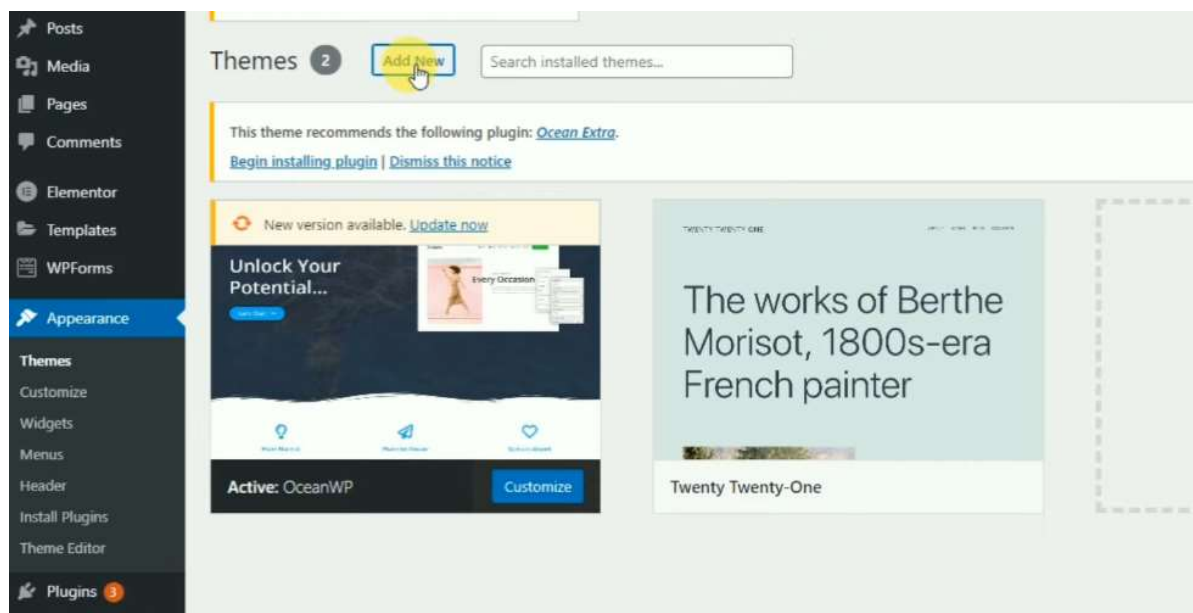 Posts
Media
Pages
Comments
Elementor
Templates
WPForms
Appearance
Themes
Customize
Widgets
Menus
Header
Install Plugins
Theme Editor
Plugins 3
Themes 2 Add New Search installed themes...
This theme recommends the following plugin: Ocean Extra.
Begin installing plugin | Dismiss this notice
New version available. Update now
Unlock Your
Potential...
Every Occasion
Active: OceanWP Customize
TWENTY TWENTY-ONE
The works of Berthe
Morisot, 1800s-era
French painter
Twenty Twenty-One